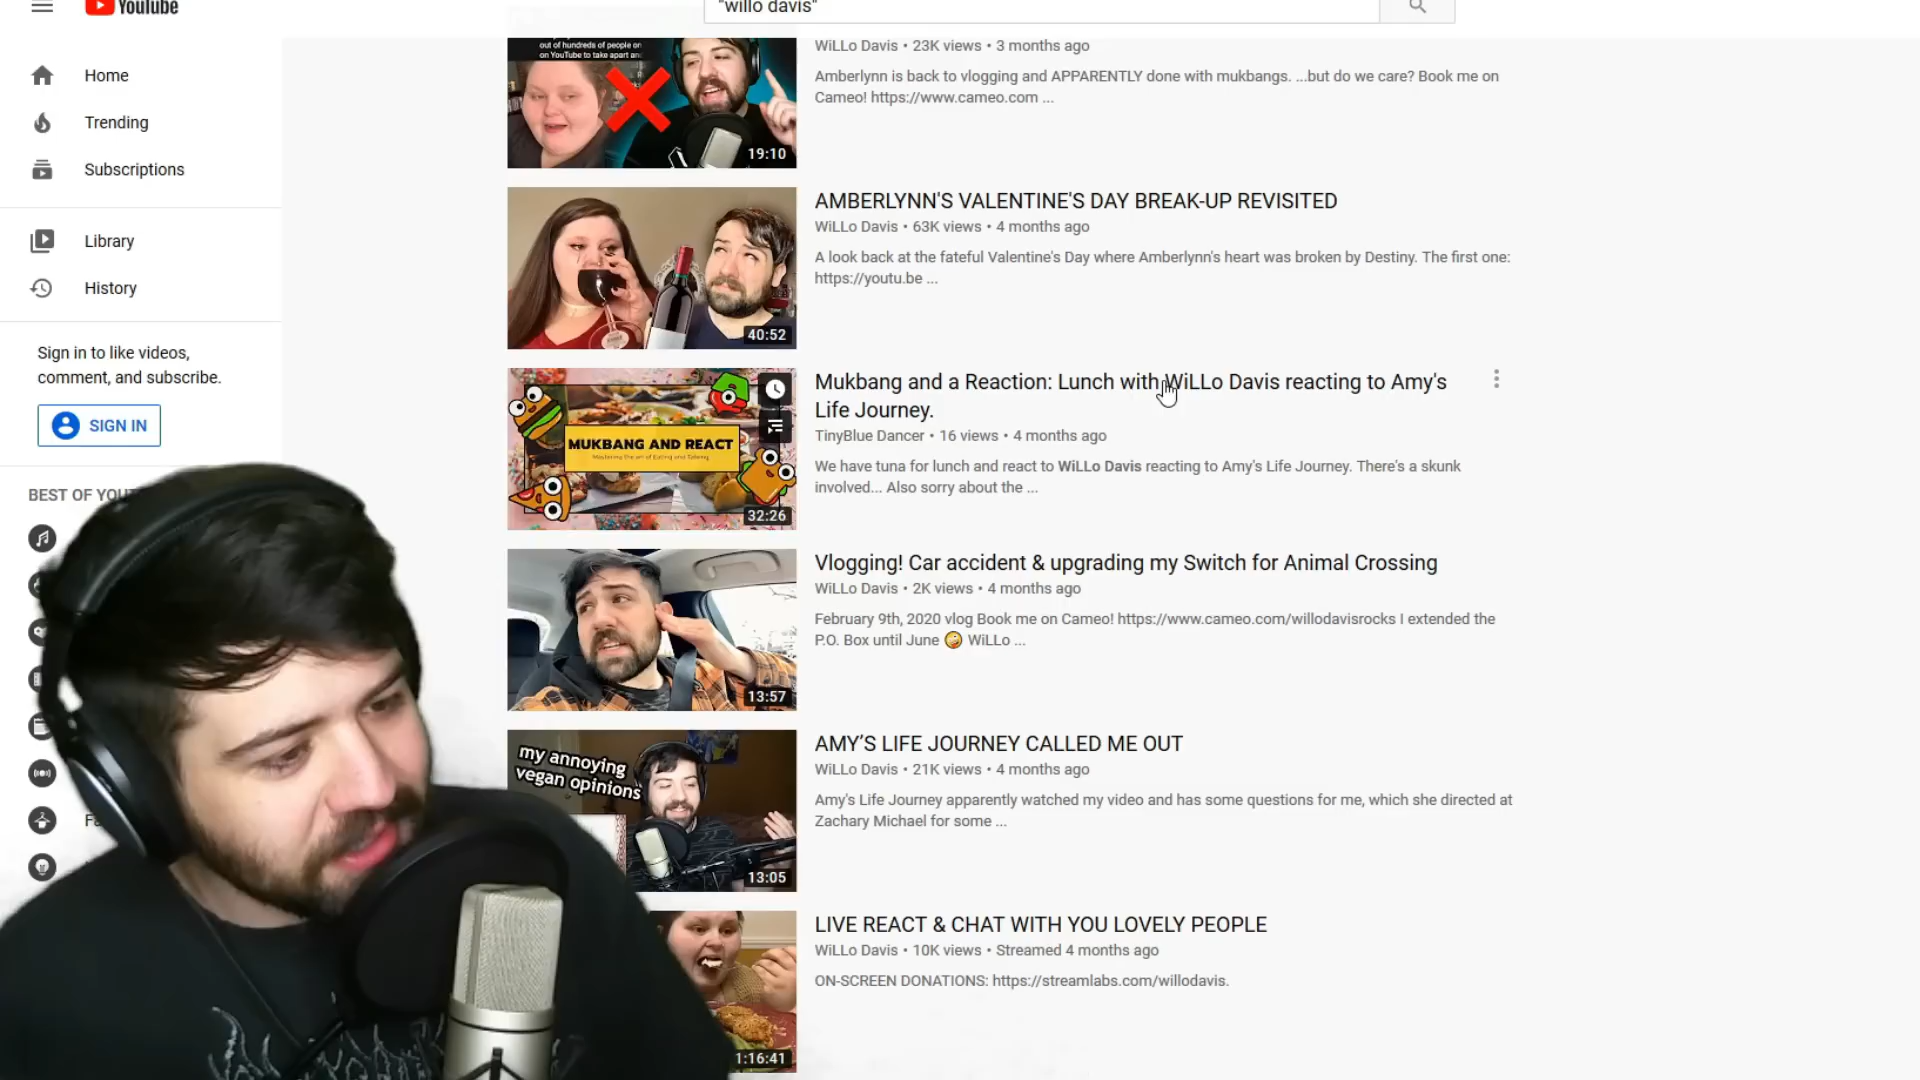 YouTube
"willo davis"
Home
Trending
Subscriptions
Library
History
Sign in to like videos,
comment, and subscribe.
SIGN IN
BEST OF YOU
out of hundreds of people on
on YouTube to take apart and
19:10
WiLLo Davis • 23K views • 3 months ago
Amberlynn is back to vlogging and APPARENTLY done with mukbangs. ...but do we care? Book me on
Cameo! https://www.cameo.com ...
40:52
AMBERLYNN'S VALENTINE'S DAY BREAK-UP REVISITED
WiLLo Davis • 63K views • 4 months ago
A look back at the fateful Valentine's Day where Amberlynn's heart was broken by Destiny. The first one:
https://youtu.be ...
MUKBANG AND REACT
Mastering the art of Eating and Talking
32:26
Mukbang and a Reaction: Lunch with WiLLo Davis reacting to Amy's
Life Journey.
TinyBlue Dancer • 16 views • 4 months ago
We have tuna for lunch and react to WiLLo Davis reacting to Amy's Life Journey. There's a skunk
involved... Also sorry about the ...
13:57
Vlogging! Car accident & upgrading my Switch for Animal Crossing
WiLLo Davis • 2K views • 4 months ago
February 9th, 2020 vlog Book me on Cameo! https://www.cameo.com/willodavisrocks I extended the
P.O. Box until June 🤪 WiLLo ...
my annoying
vegan opinions
13:05
AMY’S LIFE JOURNEY CALLED ME OUT
WiLLo Davis • 21K views • 4 months ago
Amy's Life Journey apparently watched my video and has some questions for me, which she directed at
Zachary Michael for some ...
1:16:41
LIVE REACT & CHAT WITH YOU LOVELY PEOPLE
WiLLo Davis • 10K views • Streamed 4 months ago
ON-SCREEN DONATIONS: https://streamlabs.com/willodavis.